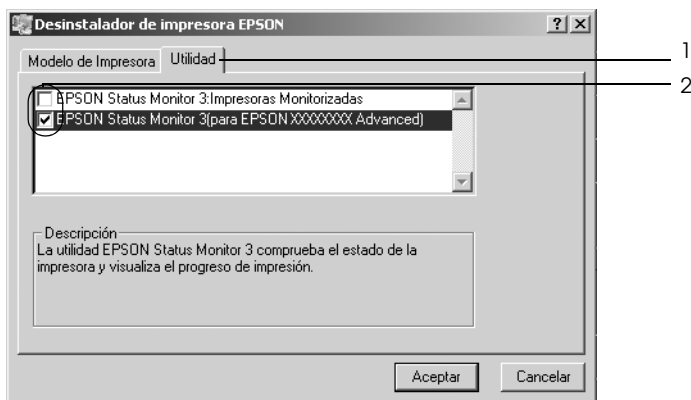 Desinstalador de impresora EPSON
Modelo de Impresora Utilidad
1
2
EPSON Status Monitor 3:Impresoras Monitorizadas
EPSON Status Monitor 3(para EPSON XXXXXXXX Advanced)
Descripción
La utilidad EPSON Status Monitor 3 comprueba el estado de la
impresora y visualiza el progreso de impresión.
Aceptar Cancelar